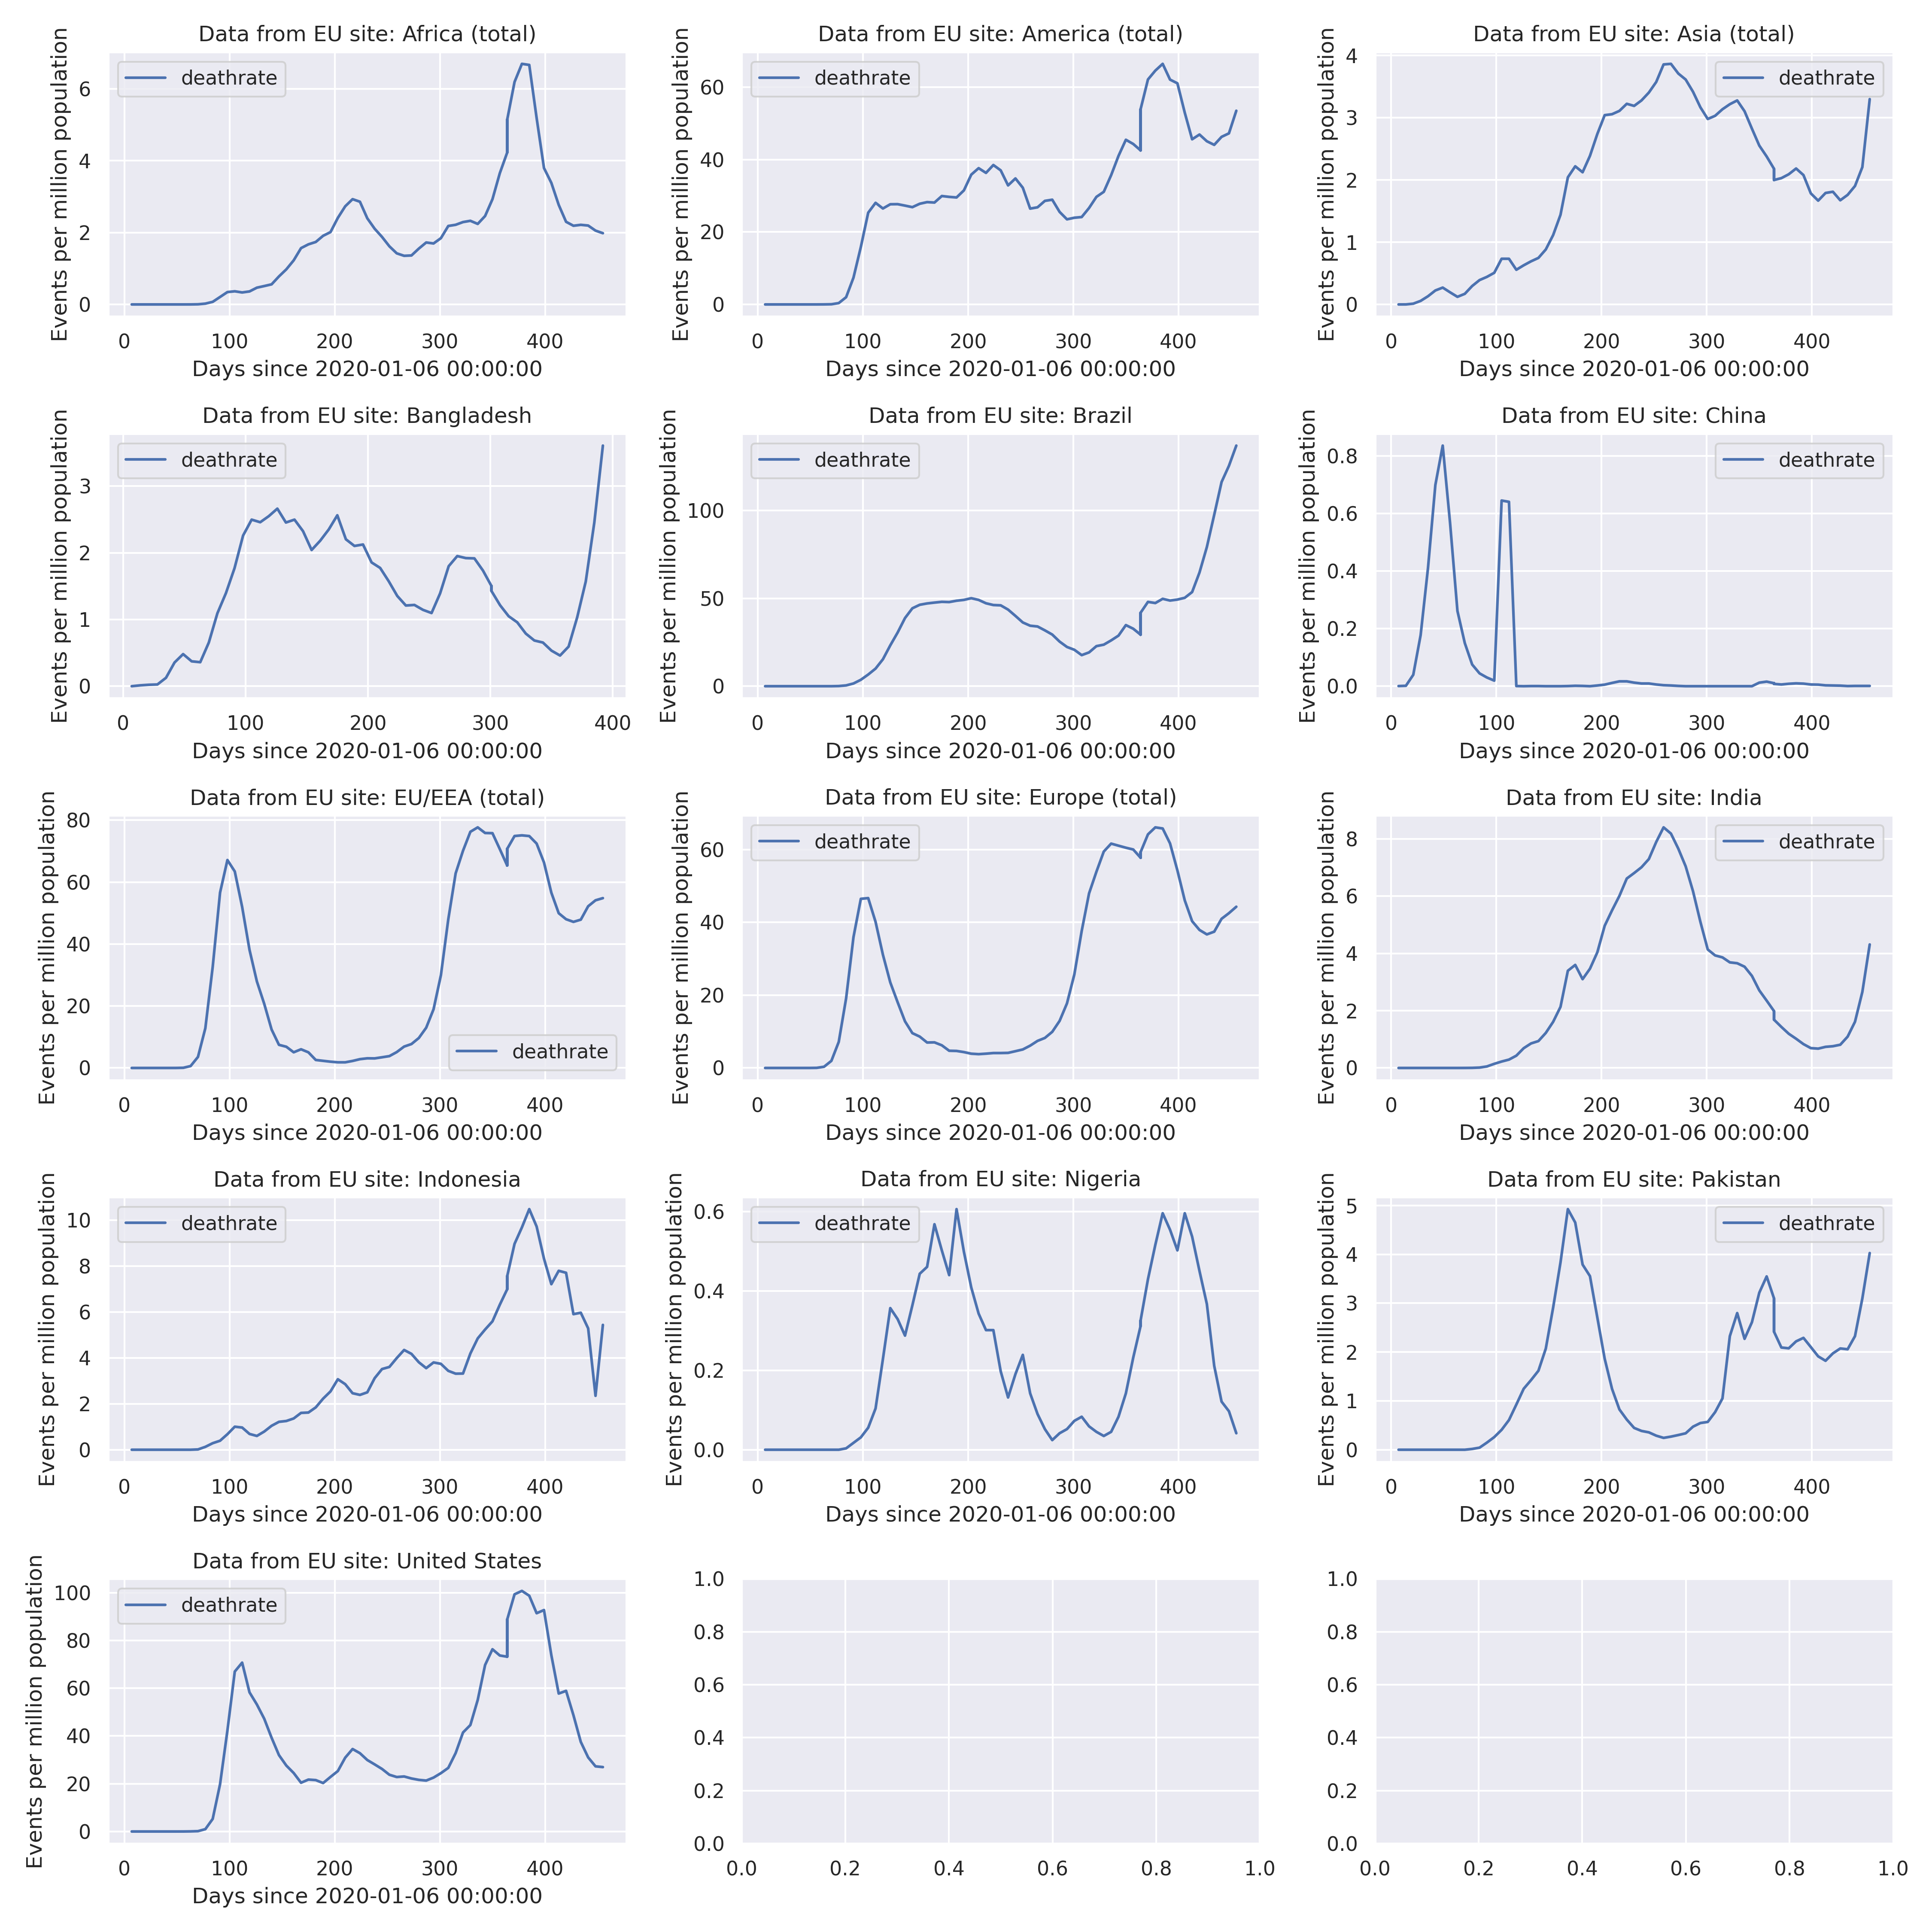 Data from EU site: Africa (total)
Events per million population
deathrate
6
4
2
0
0 100 200 300 400
Days since 2020-01-06 00:00:00
Data from EU site: America (total)
Events per million population
deathrate
60
40
20
0
0 100 200 300 400
Days since 2020-01-06 00:00:00
Data from EU site: Asia (total)
Events per million population
deathrate
4
3
2
1
0
0 100 200 300 400
Days since 2020-01-06 00:00:00
Data from EU site: Bangladesh
Events per million population
deathrate
3
2
1
0
0 100 200 300 400
Days since 2020-01-06 00:00:00
Data from EU site: Brazil
Events per million population
deathrate
100
50
0
0 100 200 300 400
Days since 2020-01-06 00:00:00
Data from EU site: China
Events per million population
deathrate
0.8
0.6
0.4
0.2
0.0
0 100 200 300 400
Days since 2020-01-06 00:00:00
Data from EU site: EU/EEA (total)
Events per million population
80
60
40
20
0
deathrate
0 100 200 300 400
Days since 2020-01-06 00:00:00
Data from EU site: Europe (total)
Events per million population
deathrate
60
40
20
0
0 100 200 300 400
Days since 2020-01-06 00:00:00
Data from EU site: India
Events per million population
deathrate
8
6
4
2
0
0 100 200 300 400
Days since 2020-01-06 00:00:00
Data from EU site: Indonesia
Events per million population
deathrate
10
8
6
4
2
0
0 100 200 300 400
Days since 2020-01-06 00:00:00
Data from EU site: Nigeria
Events per million population
deathrate
0.6
0.4
0.2
0.0
0 100 200 300 400
Days since 2020-01-06 00:00:00
Data from EU site: Pakistan
Events per million population
deathrate
5
4
3
2
1
0
0 100 200 300 400
Days since 2020-01-06 00:00:00
Data from EU site: United States
Events per million population
deathrate
100
80
60
40
20
0
0 100 200 300 400
Days since 2020-01-06 00:00:00
1.0
0.8
0.6
0.4
0.2
0.0
0.0 0.2 0.4 0.6 0.8 1.0
1.0
0.8
0.6
0.4
0.2
0.0
0.0 0.2 0.4 0.6 0.8 1.0